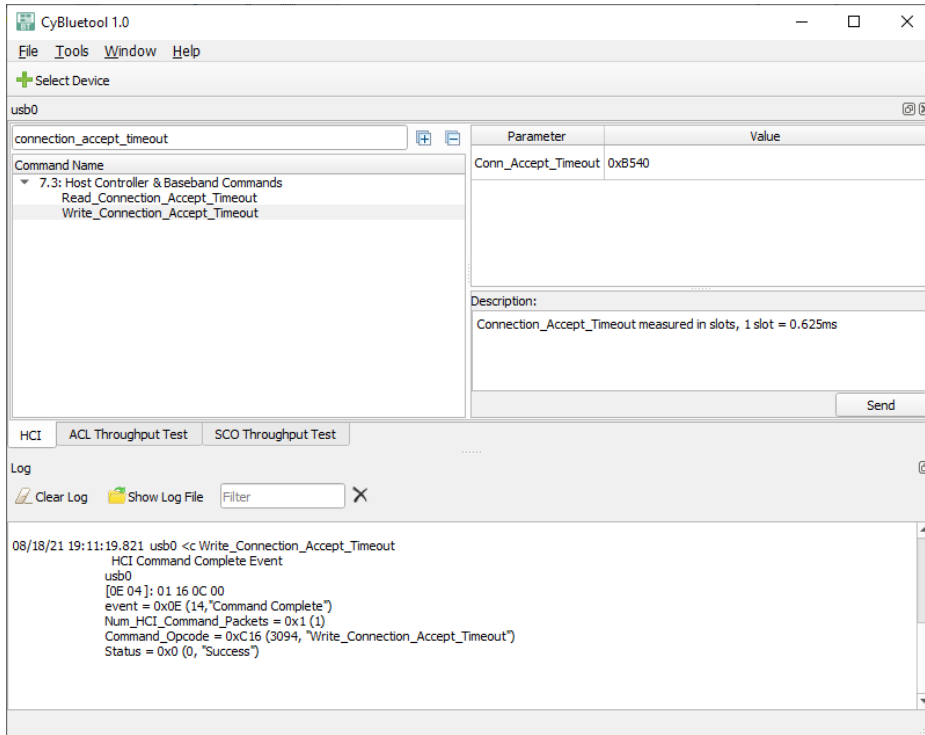 CyBluetool 1.0
File Tools Window Help
Select Device
usb0
connection_accept_timeout
Command Name
7.3: Host Controller & Baseband Commands
Read_Connection_Accept_Timeout
Write_Connection_Accept_Timeout
Parameter Value
Conn_Accept_Timeout 0xB540
Description:
Connection_Accept_Timeout measured in slots, 1 slot = 0.625ms
Send
HCI ACL Throughput Test SCO Throughput Test
Log
Clear Log Show Log File Filter
08/18/21 19:11:19.821 usb0 <c Write_Connection_Accept_Timeout
HCI Command Complete Event
usb0
[0E 04]: 01 16 0C 00
event = 0x0E (14,"Command Complete")
Num_HCI_Command_Packets = 0x1 (1)
Command_Opcode = 0xC16 (3094, "Write_Connection_Accept_Timeout")
Status = 0x0 (0, "Success")